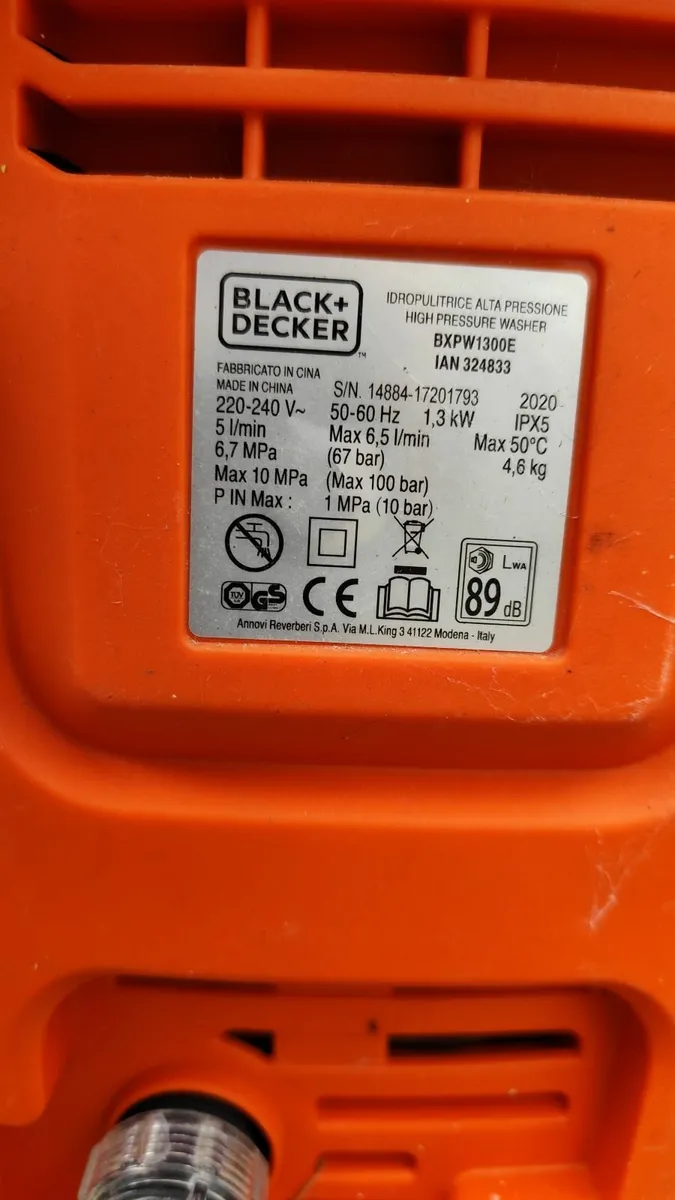 BLACK+
DECKER
TM
IDROPULITRICE ALTA PRESSIONE
HIGH PRESSURE WASHER
BXPW1300E
IAN 324833
FABBRICATO IN CINA
MADE IN CHINA
S/N. 14884-17201793 2020
220-240 V~ 50-60 Hz 1,3 kW IPX5
5 l/min Max 6,5 l/min Max 50°C
6,7 MPa (67 bar) 4,6 kg
Max 10 MPa (Max 100 bar)
P IN Max : 1 MPa (10 bar)
LWA
89 dB
TÜV GS CE
Annovi Reverberi S.p.A. Via M.L.King 3 41122 Modena - Italy